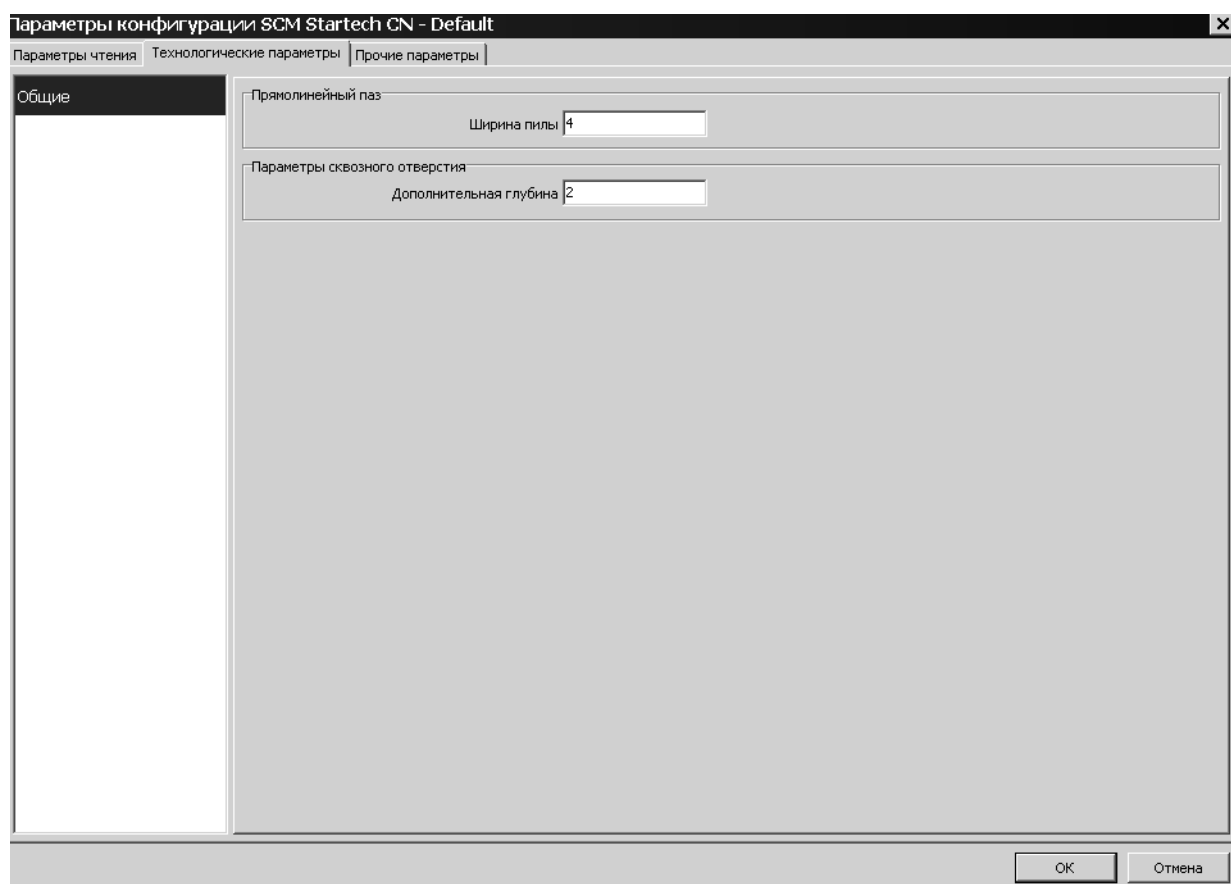 Параметры конфигурации SCM Startech CN - Default
Параметры чтения Технологические параметры Прочие параметры
Общие
Прямолинейный паз
Ширина пилы 4
Параметры сквозного отверстия
Дополнительная глубина 2
ОК Отмена